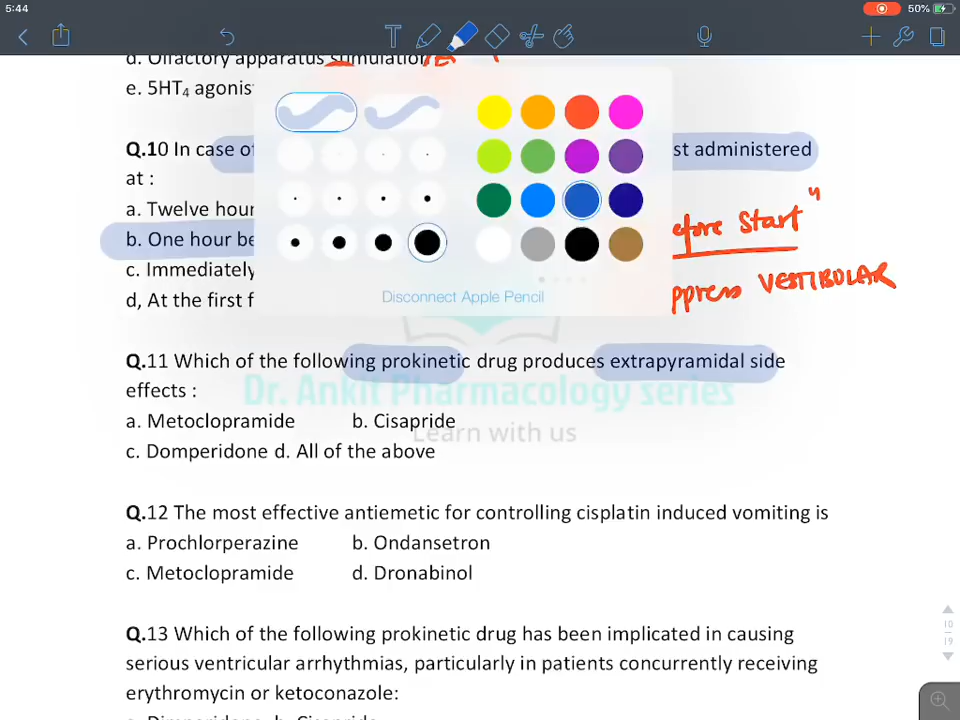 5:44
50%
T
d. Olfactory apparatus stimulation
e. 5HT₄ agonis
Q.10 In case of
st administered
at :
a. Twelve hour
efore Start "
b. One hour be
c. Immediately
ppress VESTIBULAR
d, At the first f
Disconnect Apple Pencil
Q.11 Which of the following prokinetic drug produces extrapyramidal side
effects :
Dr. Ankit Pharmacology series
a. Metoclopramide b. Cisapride
Learn with us
c. Domperidone d. All of the above
Q.12 The most effective antiemetic for controlling cisplatin induced vomiting is
a. Prochlorperazine b. Ondansetron
c. Metoclopramide d. Dronabinol
Q.13 Which of the following prokinetic drug has been implicated in causing
serious ventricular arrhythmias, particularly in patients concurrently receiving
erythromycin or ketoconazole:
10
19